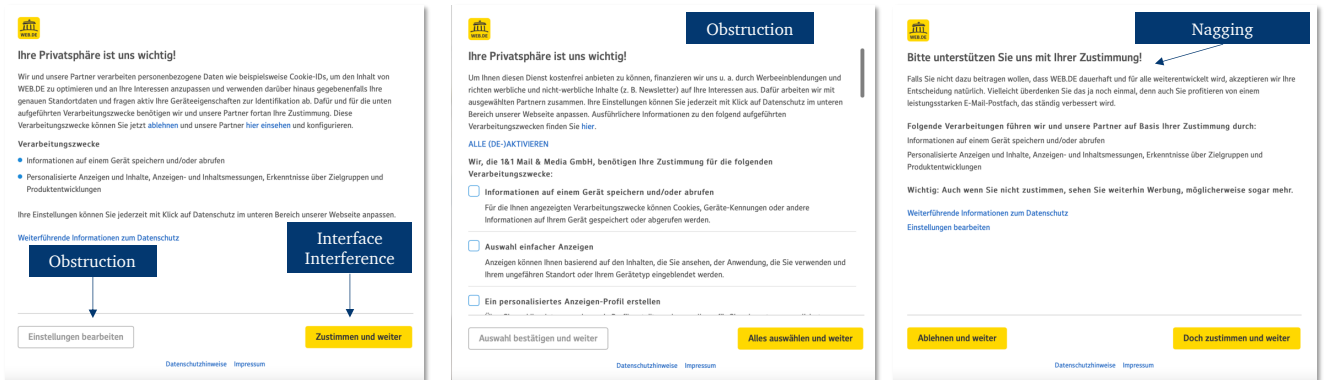 WEB.DE
Ihre Privatsphäre ist uns wichtig!
Wir und unsere Partner verarbeiten personenbezogene Daten wie beispielsweise Cookie-IDs, um den Inhalt von
WEB.DE zu optimieren und an Ihre Interessen anzupassen und verwenden darüber hinaus gegebenenfalls Ihre
genauen Standortdaten und fragen aktiv Ihre Geräteigenschaften zur Identifikation ab. Dafür und für die unten
aufgeführten Verarbeitungszwecke benötigen wir und unsere Partner fortan Ihre Zustimmung. Diese
Verarbeitungszwecke können Sie jetzt ablehnen und unsere Partner hier einsehen und konfigurieren.
Verarbeitungszwecke
Informationen auf einem Gerät speichern und/oder abrufen
Personalisierte Anzeigen und Inhalte, Anzeigen- und Inhaltsmessungen, Erkenntnisse über Zielgruppen und
Produktentwicklungen
Ihre Einstellungen können Sie jederzeit mit Klick auf Datenschutz im unteren Bereich unserer Webseite anpassen.
Weiterführende Informationen zum Datenschutz
Obstruction
Interface
Interference
Einstellungen bearbeiten
Zustimmen und weiter
Datenschutzhinweise Impressum
WEB.DE
Obstruction
Ihre Privatsphäre ist uns wichtig!
Um Ihnen diesen Dienst kostenfrei anbieten zu können, finanzieren wir uns u. a. durch Werbeeinblendungen und
richten werbliche und nicht-werbliche Inhalte (z. B. Newsletter) auf Ihre Interessen aus. Dafür arbeiten wir mit
ausgewählten Partnern zusammen. Ihre Einstellungen können Sie jederzeit mit Klick auf Datenschutz im unteren
Bereich unserer Webseite anpassen. Ausführlichere Informationen zu den folgend aufgeführten
Verarbeitungszwecken finden Sie hier.
ALLE (DE-)AKTIVIEREN
Wir, die 1&1 Mail & Media GmbH, benötigen Ihre Zustimmung für die folgenden
Verarbeitungszwecke:
Informationen auf einem Gerät speichern und/oder abrufen
Für die Ihnen angezeigten Verarbeitungszwecke können Cookies, Geräte-Kennungen oder andere
Informationen auf Ihrem Gerät gespeichert oder abgerufen werden.
Auswahl einfacher Anzeigen
Anzeigen können Ihnen basierend auf den Inhalten, die Sie ansehen, der Anwendung, die Sie verwenden und
Ihrem ungefähren Standort oder Ihrem Gerätetyp eingeblendet werden.
Ein personalisiertes Anzeigen-Profil erstellen
Auswahl bestätigen und weiter
Alles auswählen und weiter
Datenschutzhinweise Impressum
WEB.DE
Nagging
Bitte unterstützen Sie uns mit Ihrer Zustimmung!
Falls Sie nicht dazu beitragen wollen, dass WEB.DE dauerhaft und für alle weiterentwickelt wird, akzeptieren wir Ihre
Entscheidung natürlich. Vielleicht überdenken Sie das ja noch einmal, denn auch Sie profitieren von einem
leistungsstarken E-Mail-Postfach, das ständig verbessert wird.
Folgende Verarbeitungen führen wir und unsere Partner auf Basis Ihrer Zustimmung durch:
Informationen auf einem Gerät speichern und/oder abrufen
Personalisierte Anzeigen und Inhalte, Anzeigen- und Inhaltsmessungen, Erkenntnisse über Zielgruppen und
Produktentwicklungen
Wichtig: Auch wenn Sie nicht zustimmen, sehen Sie weiterhin Werbung, möglicherweise sogar mehr.
Weiterführende Informationen zum Datenschutz
Einstellungen bearbeiten
Ablehnen und weiter
Doch zustimmen und weiter
Datenschutzhinweise Impressum